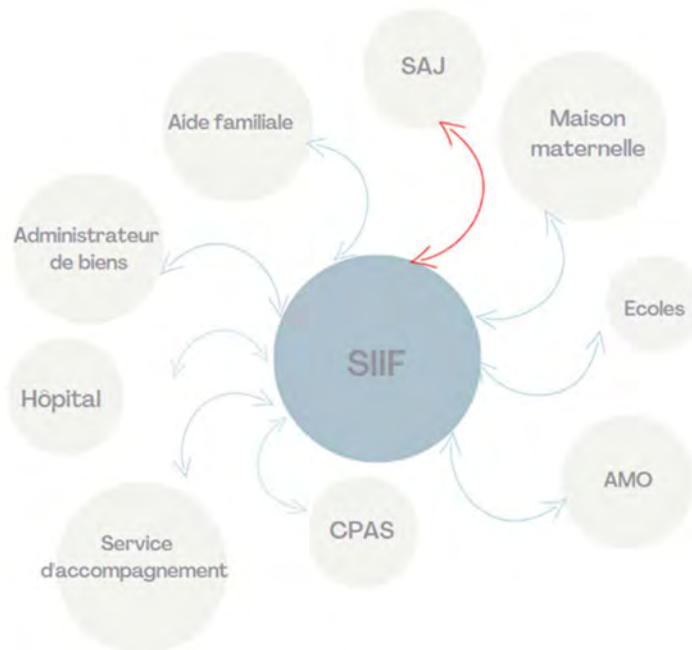 SAJ
Aide familiale
Maison
maternelle
Administrateur
de biens
Ecoles
SIIF
Hôpital
AMO
CPAS
Service
d'accompagnement